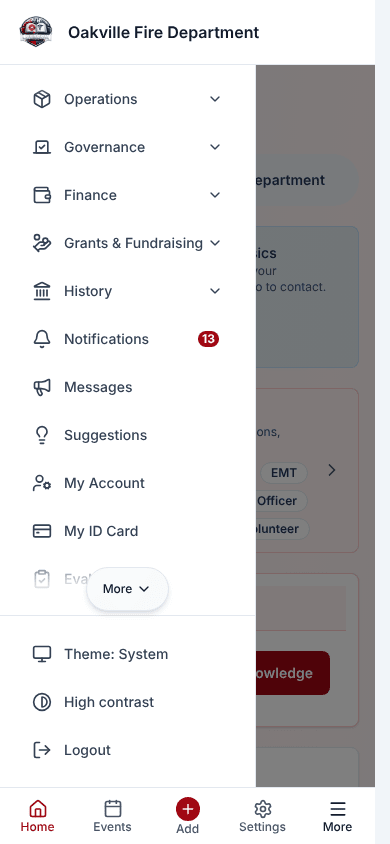 Oakville Fire Department
Operations
Governance
Finance
Grants & Fundraising
History
Notifications 13
Messages
Suggestions
My Account
My ID Card
More
Theme: System
High contrast
Logout
epartment
sics
your
o to contact.
ons,
EMT
Officer
olunteer
owledge
Home
Events
Add
Settings
More